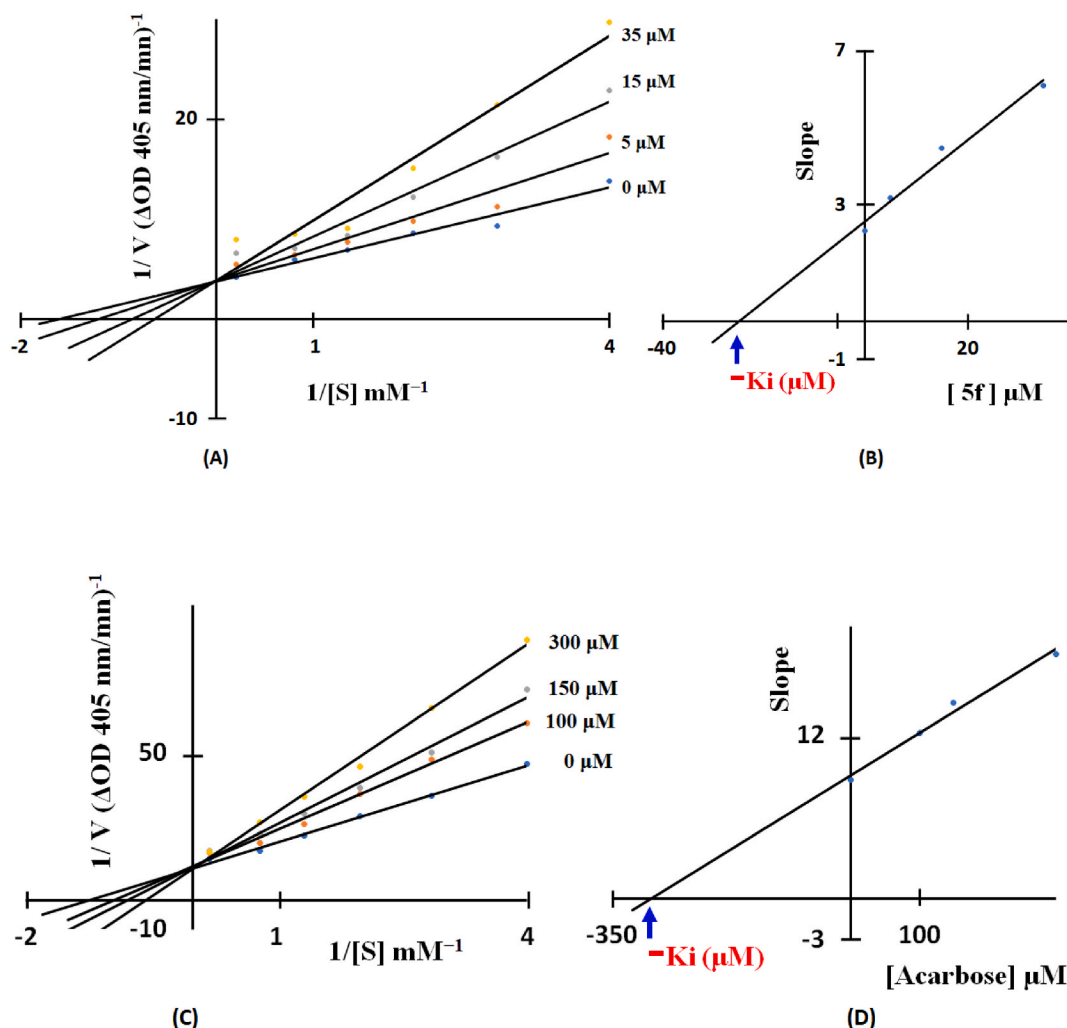 1/ V (ΔOD 405 nm/mn)-1
20
-10
-2
1
4
35 µM
15 µM
5 µM
0 µM
1/[S] mM−1
(A)
Slope
7
3
-1
-40
20
−Ki (µM)
[ 5f ] µM
(B)
1/ V (ΔOD 405 nm/mn)-1
50
-10
-2
1
4
300 µM
150 µM
100 µM
0 µM
1/[S] mM−1
(C)
Slope
12
-3
-350
100
−Ki (µM)
[Acarbose] µM
(D)